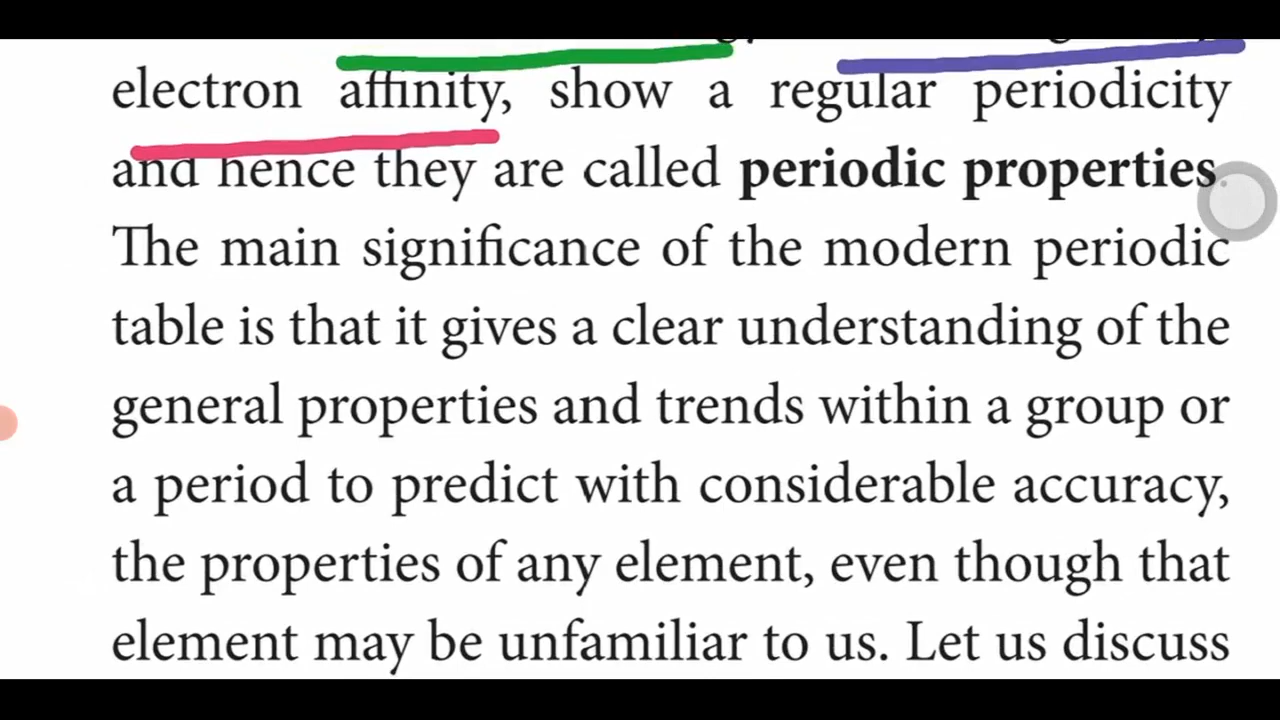 electron affinity, show a regular periodicity
and hence they are called periodic properties.
The main significance of the modern periodic
table is that it gives a clear understanding of the
general properties and trends within a group or
a period to predict with considerable accuracy,
the properties of any element, even though that
element may be unfamiliar to us. Let us discuss